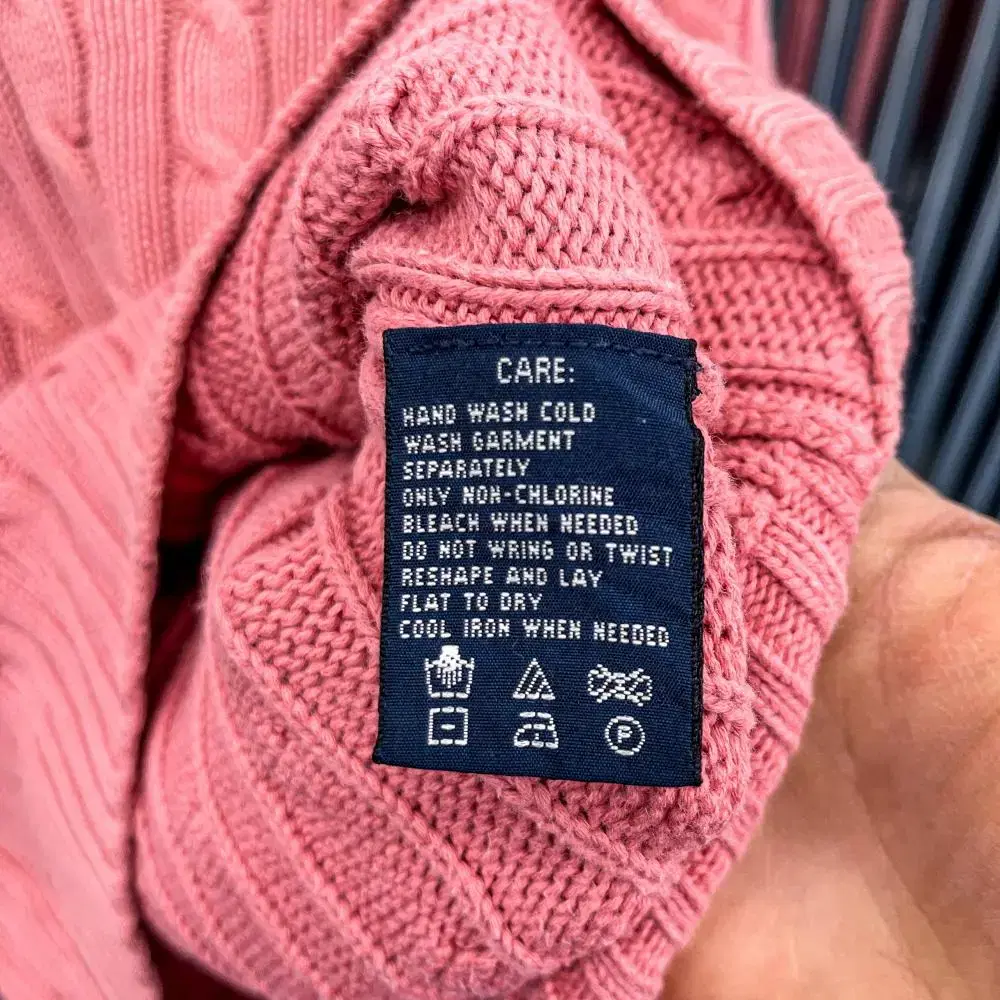 CARE:
HAND WASH COLD
WASH GARMENT
SEPARATELY
ONLY NON-CHLORINE
BLEACH WHEN NEEDED
DO NOT WRING OR TWIST
RESHAPE AND LAY
FLAT TO DRY
COOL IRON WHEN NEEDED
P